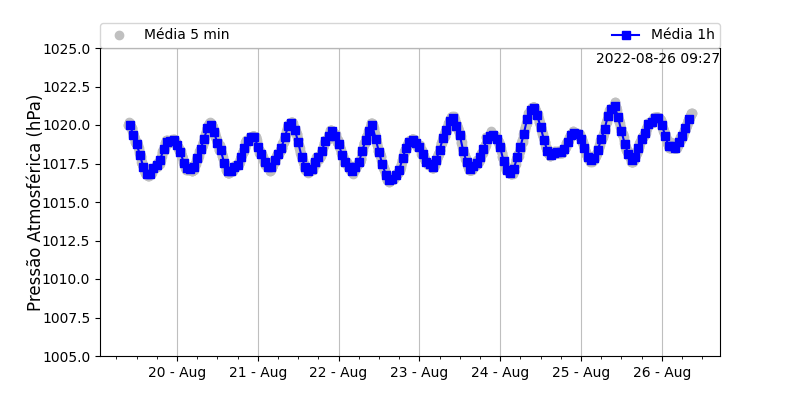 Média 5 min
Média 1h
2022-08-26 09:27
Pressão Atmosférica (hPa)
1025.0
1022.5
1020.0
1017.5
1015.0
1012.5
1010.0
1007.5
1005.0
20 - Aug
21 - Aug
22 - Aug
23 - Aug
24 - Aug
25 - Aug
26 - Aug